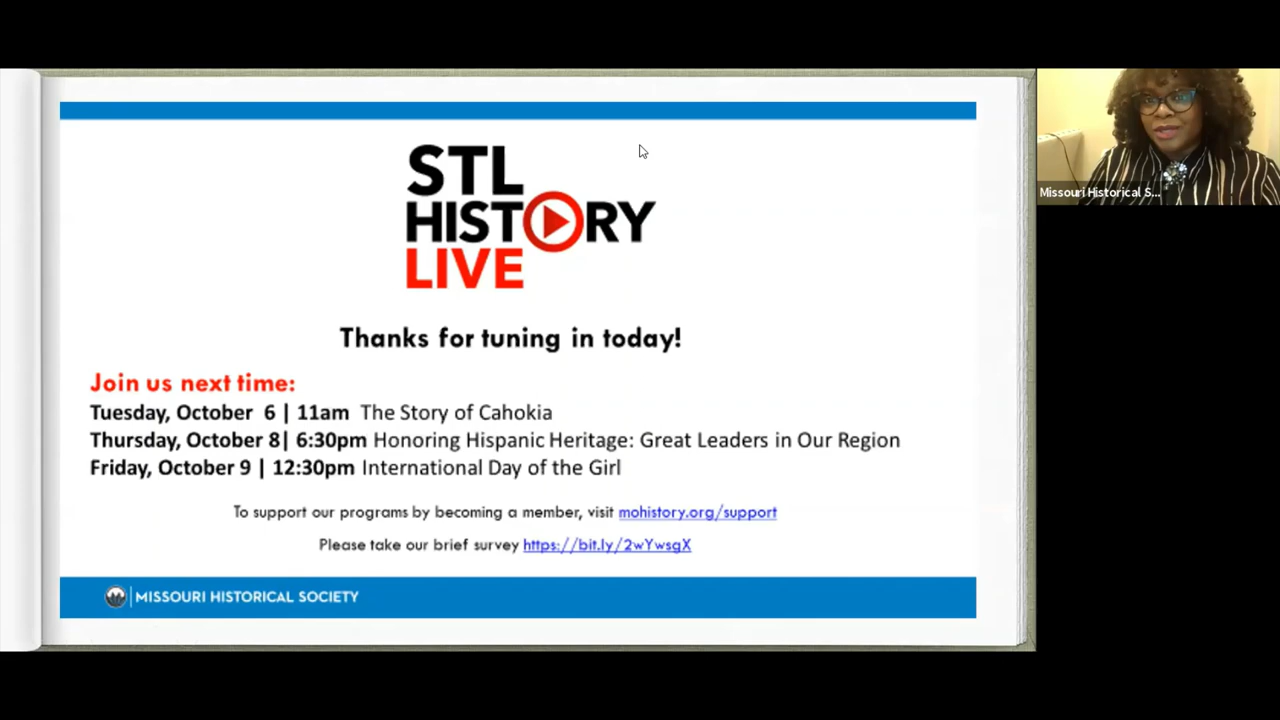 STL
HISTORY
LIVE
Thanks for tuning in today!
Join us next time:
Tuesday, October 6 | 11am The Story of Cahokia
Thursday, October 8| 6:30pm Honoring Hispanic Heritage: Great Leaders in Our Region
Friday, October 9 | 12:30pm International Day of the Girl
To support our programs by becoming a member, visit mohistory.org/support
Please take our brief survey https://bit.ly/2wYwsgX
MISSOURI HISTORICAL SOCIETY
Missouri Historical S...